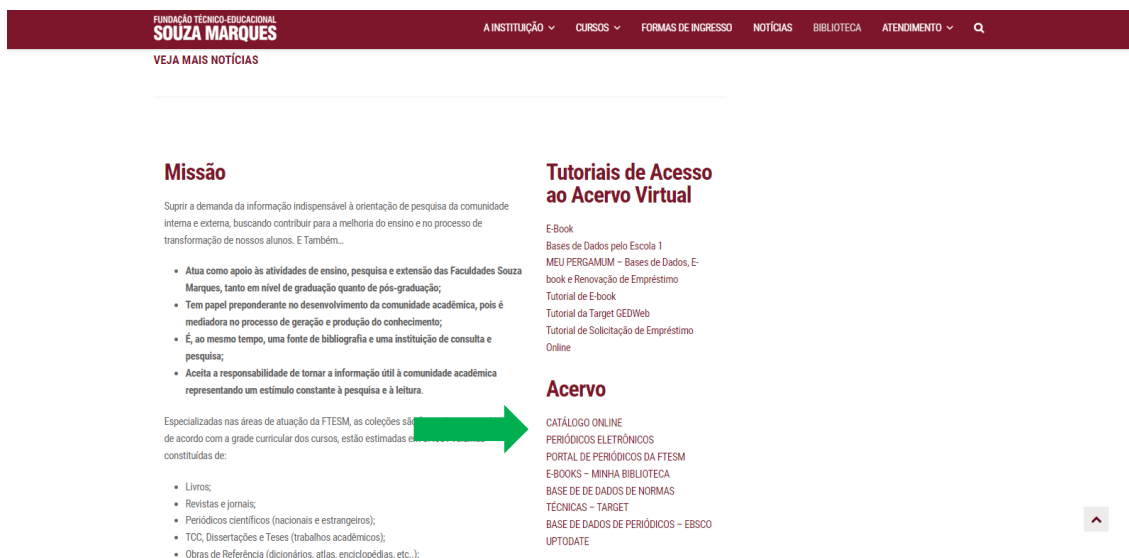 FUNDAÇÃO TÉCNICO-EDUCACIONAL
SOUZA MARQUES
A INSTITUIÇÃO
CURSOS
FORMAS DE INGRESSO
NOTÍCIAS
BIBLIOTECA
ATENDIMENTO
VEJA MAIS NOTÍCIAS
Missão
Suprir a demanda da informação indispensável à orientação de pesquisa da comunidade
interna e externa, buscando contribuir para a melhoria do ensino e no processo de
transformação de nossos alunos. E Também...
• Atua como apoio às atividades de ensino, pesquisa e extensão das Faculdades Souza
Marques, tanto em nível de graduação quanto de pós-graduação;
• Tem papel preponderante no desenvolvimento da comunidade acadêmica, pois é
mediadora no processo de geração e produção do conhecimento;
• É, ao mesmo tempo, uma fonte de bibliografia e uma instituição de consulta e
pesquisa;
• Aceita a responsabilidade de tornar a informação útil à comunidade acadêmica
representando um estímulo constante à pesquisa e à leitura.
Especializadas nas áreas de atuação da FTESM, as coleções são
de acordo com a grade curricular dos cursos, estão estimadas
constituídas de:
• Livros;
• Revistas e jornais;
• Periódicos científicos (nacionais e estrangeiros);
• TCC, Dissertações e Teses (trabalhos acadêmicos);
• Obras de Referência (dicionários, atlas, enciclopédias, etc..);
Tutoriais de Acesso
ao Acervo Virtual
E-Book
Bases de Dados pelo Escola 1
MEU PERGAMUM – Bases de Dados, E-
book e Renovação de Empréstimo
Tutorial de E-book
Tutorial da Target GEDWeb
Tutorial de Solicitação de Empréstimo
Online
Acervo
CATÁLOGO ONLINE
PERIÓDICOS ELETRÔNICOS
PORTAL DE PERIÓDICOS DA FTESM
E-BOOKS – MINHA BIBLIOTECA
BASE DE DE DADOS DE NORMAS
TÉCNICAS – TARGET
BASE DE DADOS DE PERIÓDICOS – EBSCO
UPTODATE